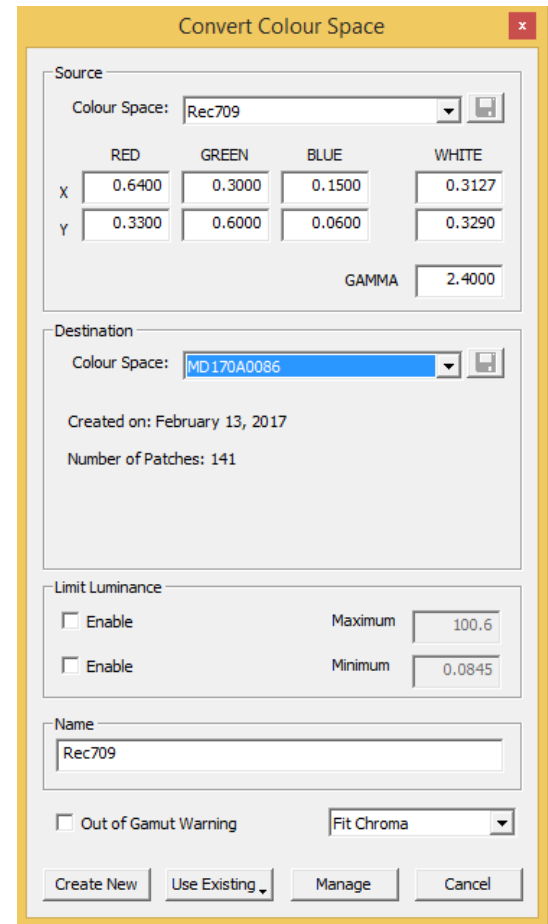 Convert Colour Space
x
Source
Colour Space: Rec709
RED GREEN BLUE WHITE
X 0.6400 0.3000 0.1500 0.3127
Y 0.3300 0.6000 0.0600 0.3290
GAMMA 2.4000
Destination
Colour Space: MD170A0086
Created on: February 13, 2017
Number of Patches: 141
Limit Luminance
Enable Maximum 100.6
Enable Minimum 0.0845
Name
Rec709
Out of Gamut Warning Fit Chroma
Create New Use Existing Manage Cancel